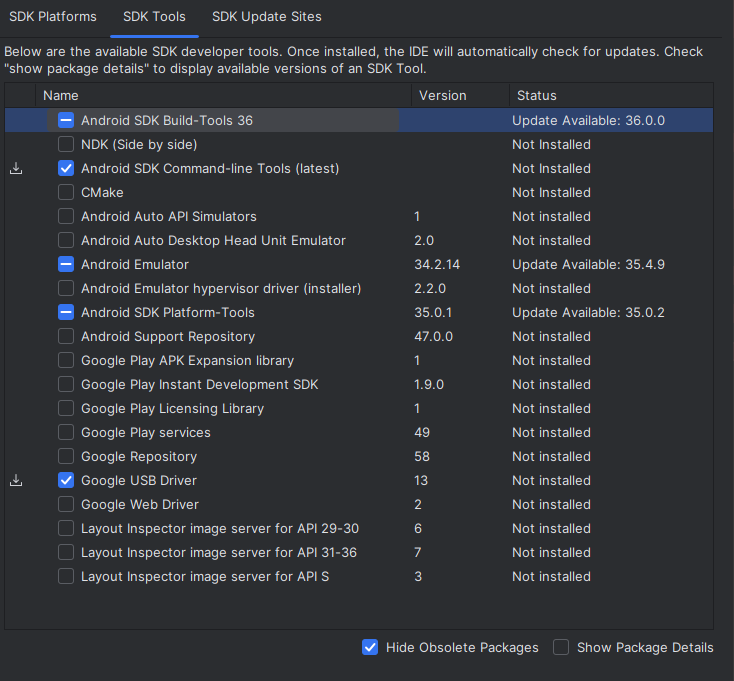 SDK Platforms SDK Tools SDK Update Sites
Below are the available SDK developer tools. Once installed, the IDE will automatically check for updates. Check
"show package details" to display available versions of an SDK Tool.
Name Version Status
Android SDK Build-Tools 36 Update Available: 36.0.0
NDK (Side by side) Not Installed
Android SDK Command-line Tools (latest) Not Installed
CMake Not Installed
Android Auto API Simulators 1 Not installed
Android Auto Desktop Head Unit Emulator 2.0 Not installed
Android Emulator 34.2.14 Update Available: 35.4.9
Android Emulator hypervisor driver (installer) 2.2.0 Not installed
Android SDK Platform-Tools 35.0.1 Update Available: 35.0.2
Android Support Repository 47.0.0 Not installed
Google Play APK Expansion library 1 Not installed
Google Play Instant Development SDK 1.9.0 Not installed
Google Play Licensing Library 1 Not installed
Google Play services 49 Not installed
Google Repository 58 Not installed
Google USB Driver 13 Not installed
Google Web Driver 2 Not installed
Layout Inspector image server for API 29-30 6 Not installed
Layout Inspector image server for API 31-36 7 Not installed
Layout Inspector image server for API S 3 Not installed
Hide Obsolete Packages Show Package Details